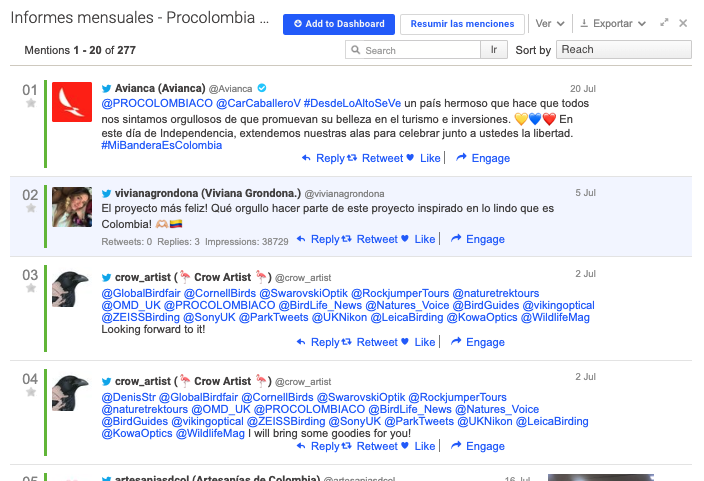 Informes mensuales - Procolombia ...
Add to Dashboard
Resumir las menciones
Ver
Exportar
Mentions 1 - 20 of 277
Search
Ir
Sort by
Reach
01
Avianca (Avianca) @Avianca
20 Jul
@PROCOLOMBIACO @CarCaballeroV #DesdeLoAltoSeVe un país hermoso que hace que todos
nos sintamos orgullosos de que promuevan su belleza en el turismo e inversiones. 💛💙❤️ En
este día de Independencia, extendemos nuestras alas para celebrar junto a ustedes la libertad.
#MiBanderaEsColombia
Reply Retweet Like Engage
02
vivianagrondona (Viviana Grondona.) @vivianagrondona
5 Jul
El proyecto más feliz! Qué orgullo hacer parte de este proyecto inspirado en lo lindo que es
Colombia! 🫶🏼🇨🇴
Retweets: 0 Replies: 3 Impressions: 38729
Reply Retweet Like Engage
03
crow_artist (🦩 Crow Artist 🦩) @crow_artist
2 Jul
@GlobalBirdfair @CornellBirds @SwarovskiOptik @RockjumperTours @naturetrektours
@OMD_UK @PROCOLOMBIACO @BirdLife_News @Natures_Voice @BirdGuides @vikingoptical
@ZEISSBirding @SonyUK @ParkTweets @UKNikon @LeicaBirding @KowaOptics @WildlifeMag
Looking forward to it!
Reply Retweet Like Engage
04
crow_artist (🦩 Crow Artist 🦩) @crow_artist
2 Jul
@DenisStr @GlobalBirdfair @CornellBirds @SwarovskiOptik @RockjumperTours
@naturetrektours @OMD_UK @PROCOLOMBIACO @BirdLife_News @Natures_Voice
@BirdGuides @vikingoptical @ZEISSBirding @SonyUK @ParkTweets @UKNikon @LeicaBirding
@KowaOptics @WildlifeMag I will bring some goodies for you!
Reply Retweet Like Engage
05
artesaniasdcol (Artesanías de Colombia) @artesaniasdcol
16 Jul